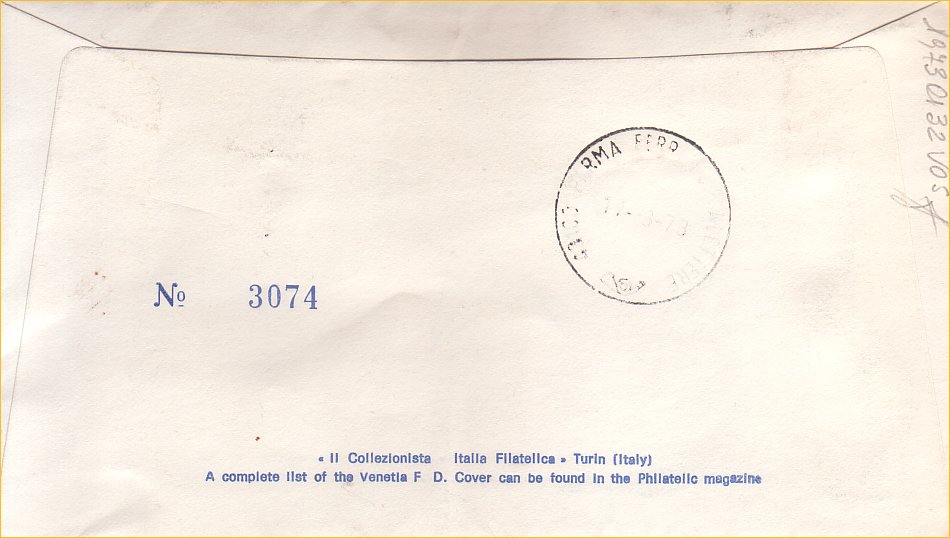 RMA FERR
Nº 3074
« Il Collezionista Italia Filatelica » Turin (Italy)
A complete list of the Venetia F D. Cover can be found in the Philatelic magazine